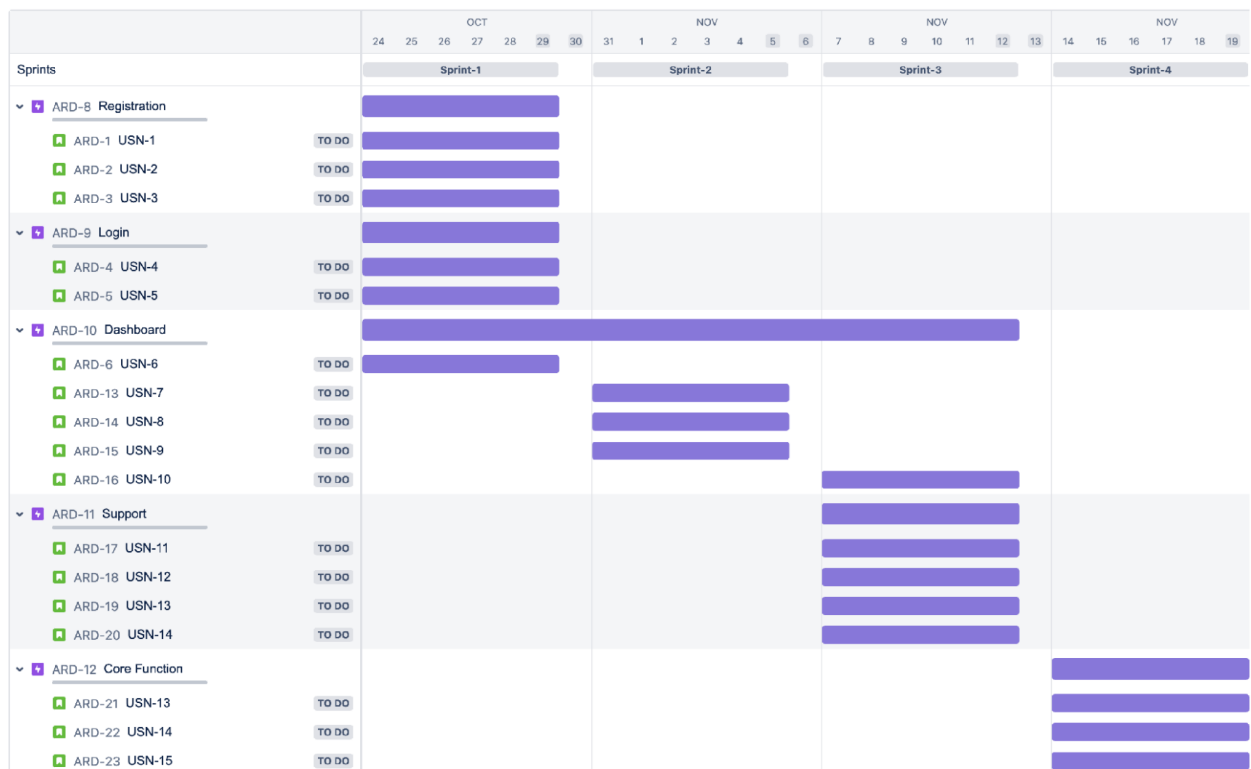 OCT NOV NOV NOV
24 25 26 27 28 29 30 31 1 2 3 4 5 6 7 8 9 10 11 12 13 14 15 16 17 18 19
Sprints Sprint-1 Sprint-2 Sprint-3 Sprint-4
ARD-8 Registration
ARD-1 USN-1 TO DO
ARD-2 USN-2 TO DO
ARD-3 USN-3 TO DO
ARD-9 Login
ARD-4 USN-4 TO DO
ARD-5 USN-5 TO DO
ARD-10 Dashboard
ARD-6 USN-6 TO DO
ARD-13 USN-7 TO DO
ARD-14 USN-8 TO DO
ARD-15 USN-9 TO DO
ARD-16 USN-10 TO DO
ARD-11 Support
ARD-17 USN-11 TO DO
ARD-18 USN-12 TO DO
ARD-19 USN-13 TO DO
ARD-20 USN-14 TO DO
ARD-12 Core Function
ARD-21 USN-13 TO DO
ARD-22 USN-14 TO DO
ARD-23 USN-15 TO DO